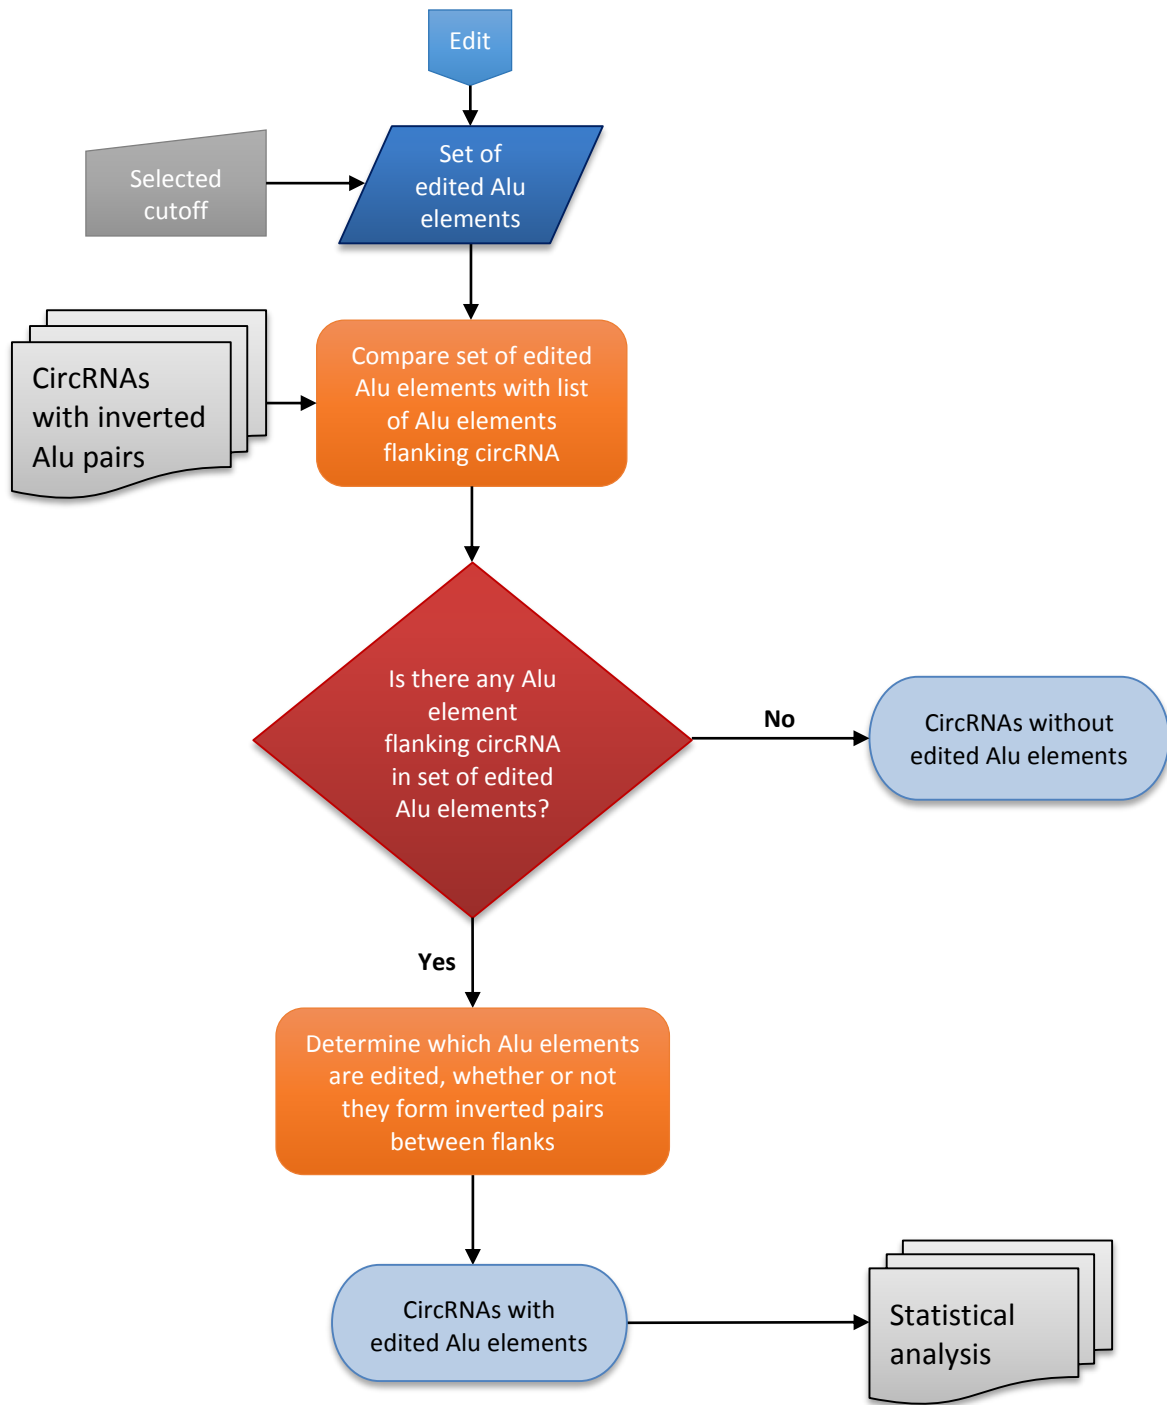 Edit
Selected
cutoff
Set of
edited Alu
elements
CircRNAs
with inverted
Alu pairs
Compare set of edited
Alu elements with list
of Alu elements
flanking circRNA
Is there any Alu
element
flanking circRNA
in set of edited
Alu elements?
No
CircRNAs without
edited Alu elements
Yes
Determine which Alu elements
are edited, whether or not
they form inverted pairs
between flanks
CircRNAs with
edited Alu elements
Statistical
analysis